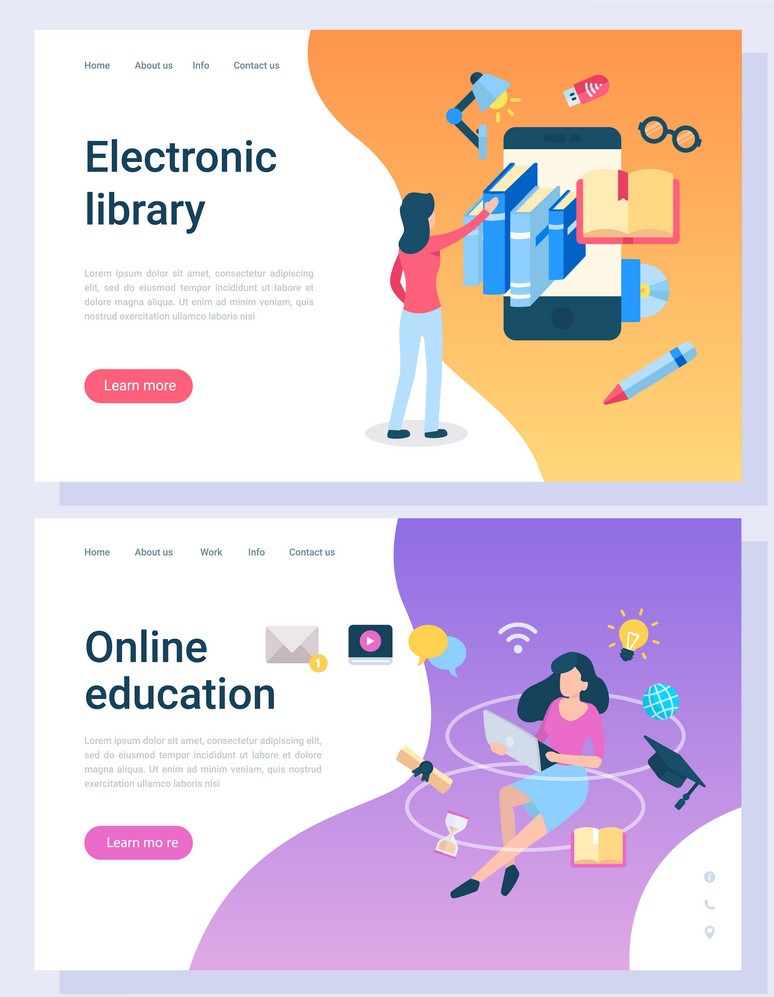 Home About us Info Contact us
Electronic
library
Lorem ipsum dolor sit amet, consectetur adipiscing
elit, sed do eiusmod tempor incididunt ut labore et
dolore magna aliqua. Ut enim ad minim veniam, quis
nostrud exercitation ullamco laboris nisi
Learn more
Home About us Work Info Contact us
Online
education
1
Lorem ipsum dolor sit amet, consectetur adipiscing elit,
sed do eiusmod tempor incididunt ut labore et dolore
magna aliqua. Ut enim ad minim veniam, quis nostrud
exercitation ullamco laboris nisi
Learn mo re